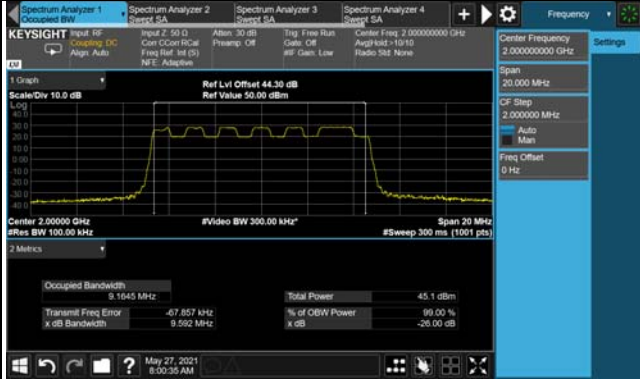 Spectrum Analyzer 1
Occupied BW
Spectrum Analyzer 2
Swept SA
Spectrum Analyzer 3
Swept SA
Spectrum Analyzer 4
Swept SA
Frequency
KEYSIGHT
Input: RF
Coupling: DC
Align: Auto
Input Z: 50 Ω
Corr CCorr RCal
Freq Ref: Int (S)
NFE: Adaptive
Atten: 30 dB
Preamp: Off
Trig: Free Run
Gate: Off
#IF Gain: Low
Center Freq: 2.000000000 GHz
Avg|Hold:>10/10
Radio Std: None
LXI
1 Graph
Scale/Div 10.0 dB
Ref Lvl Offset 44.30 dB
Ref Value 50.00 dBm
Log
40.0
30.0
20.0
10.0
0.00
-10.0
-20.0
-30.0
-40.0
Center 2.00000 GHz
#Res BW 100.00 kHz
#Video BW 300.00 kHz*
Span 20 MHz
#Sweep 300 ms (1001 pts)
2 Metrics
Occupied Bandwidth
9.1645 MHz
Transmit Freq Error -67.857 kHz
x dB Bandwidth 9.592 MHz
Total Power 45.1 dBm
% of OBW Power 99.00 %
x dB -26.00 dB
Center Frequency
2.000000000 GHz
Span
20.000 MHz
CF Step
2.000000 MHz
Auto
Man
Freq Offset
0 Hz
Settings
?
May 27, 2021
8:00:35 AM